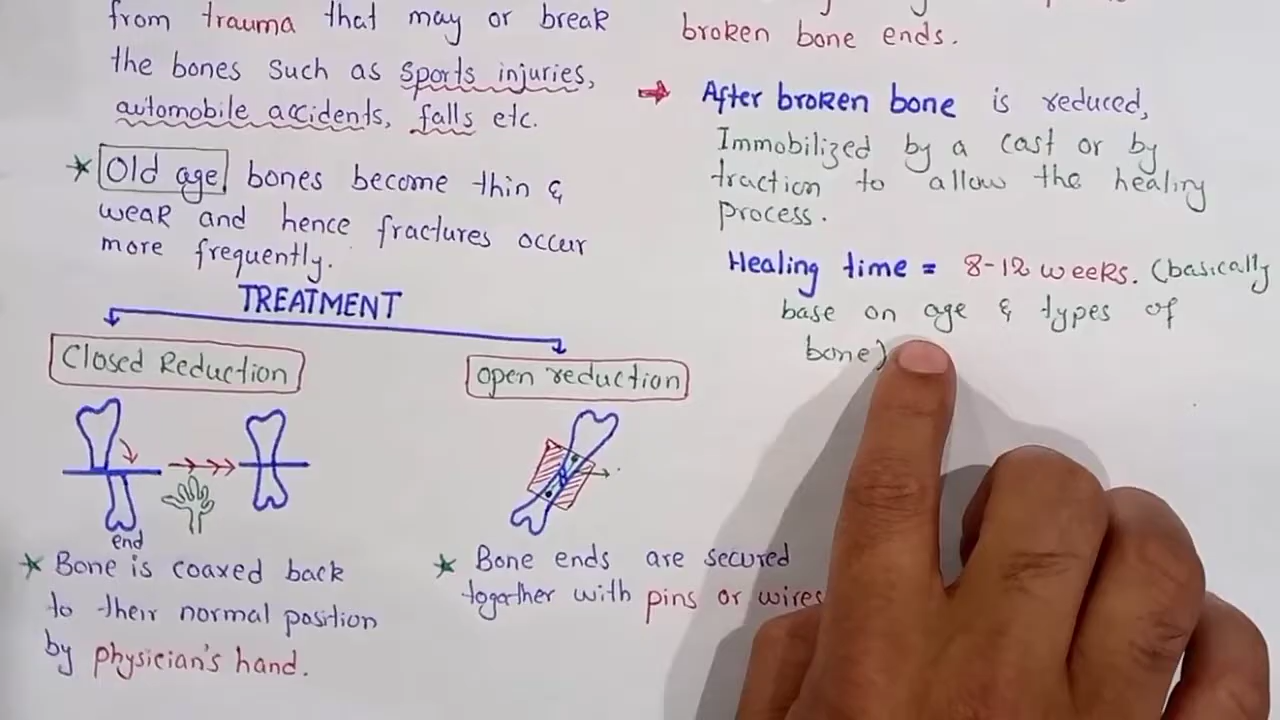 from trauma that may or break
the bones such as sports injuries,
automobile accidents, falls etc.
Old age bones become thin &
wear and hence fractures occur
more frequently.
TREATMENT
Closed Reduction
end
Bone is coaxed back
to their normal position
by physician's hand.
open reduction
Bone ends are secured
togather with pins or wires
broken bone ends.
After broken bone is reduced,
Immobilized by a cast or by
traction to allow the healing
process.
Healing time = 8-12 weeks. (basically
base on age & types of
bone)